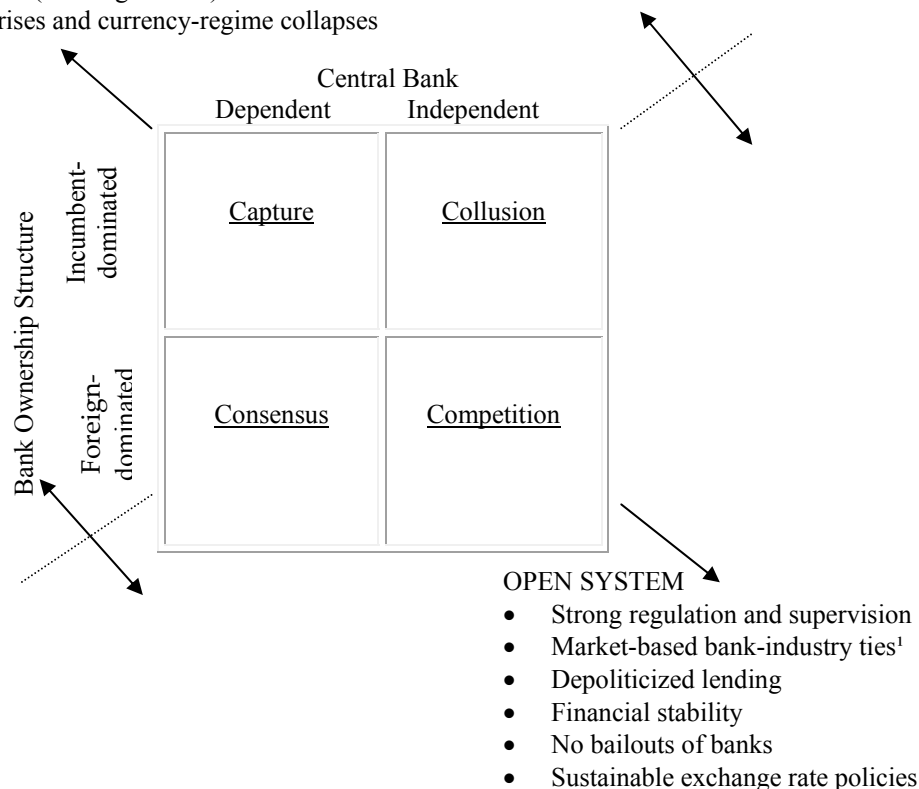 rises and currency-regime collapses
Central Bank
Dependent Independent
Bank Ownership Structure
Incumbent-
dominated
Capture Collusion
Foreign-
dominated
Consensus Competition
OPEN SYSTEM
• Strong regulation and supervision
• Market-based bank-industry ties¹
• Depoliticized lending
• Financial stability
• No bailouts of banks
• Sustainable exchange rate policies